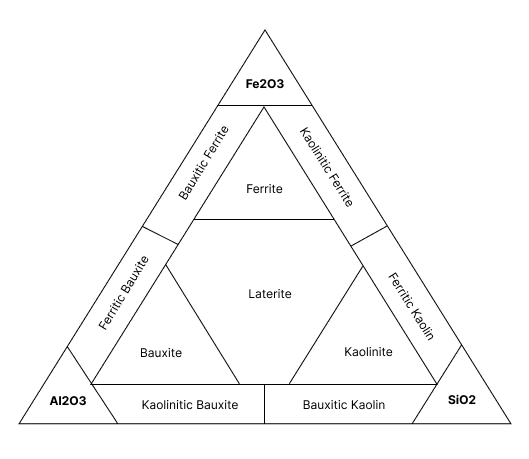 Fe2O3
Bauxitic Ferrite
Kaolinitic Ferrite
Ferrite
Ferritic Bauxite
Laterite
Ferritic Kaolin
Bauxite
Kaolinite
Al2O3
Kaolinitic Bauxite
Bauxitic Kaolin
SiO2